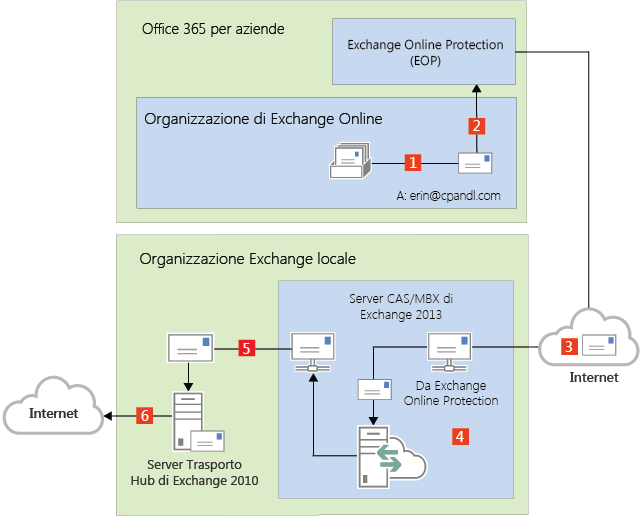 Office 365 per aziende
Exchange Online Protection
(EOP)
Organizzazione di Exchange Online
2
1
A: erin@cpandl.com
Organizzazione Exchange locale
Server CAS/MBX di
Exchange 2013
5
3
Internet
Da Exchange
Online Protection
4
Internet
6
Server Trasporto
Hub di Exchange 2010